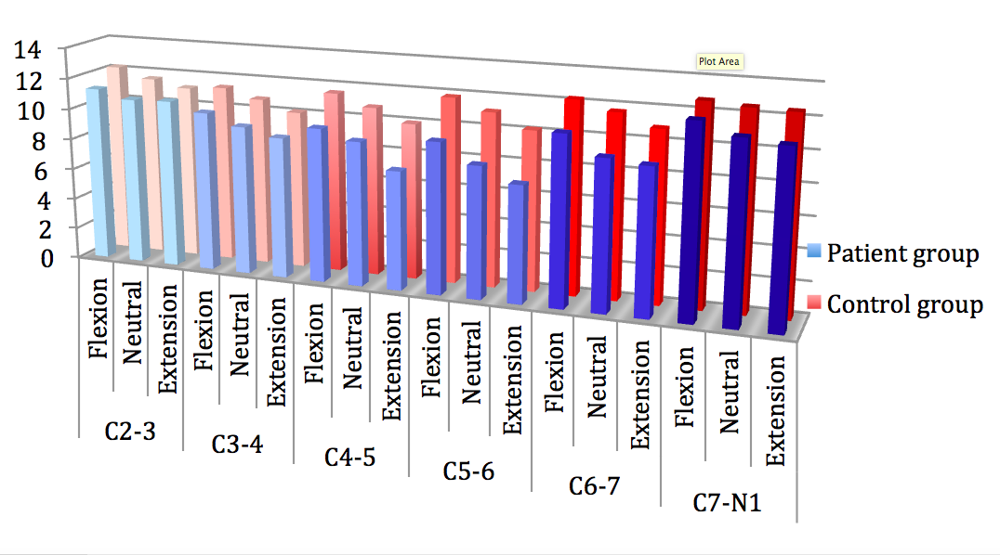 Plot Area
14
12
10
8
6
4
2
0
Patient group
Control group
Flexion
Neutral
Extension
Flexion
Neutral
Extension
Flexion
Neutral
Extension
Flexion
Neutral
Extension
Flexion
Neutral
Extension
Flexion
Neutral
Extension
C2-3
C3-4
C4-5
C5-6
C6-7
C7-N1